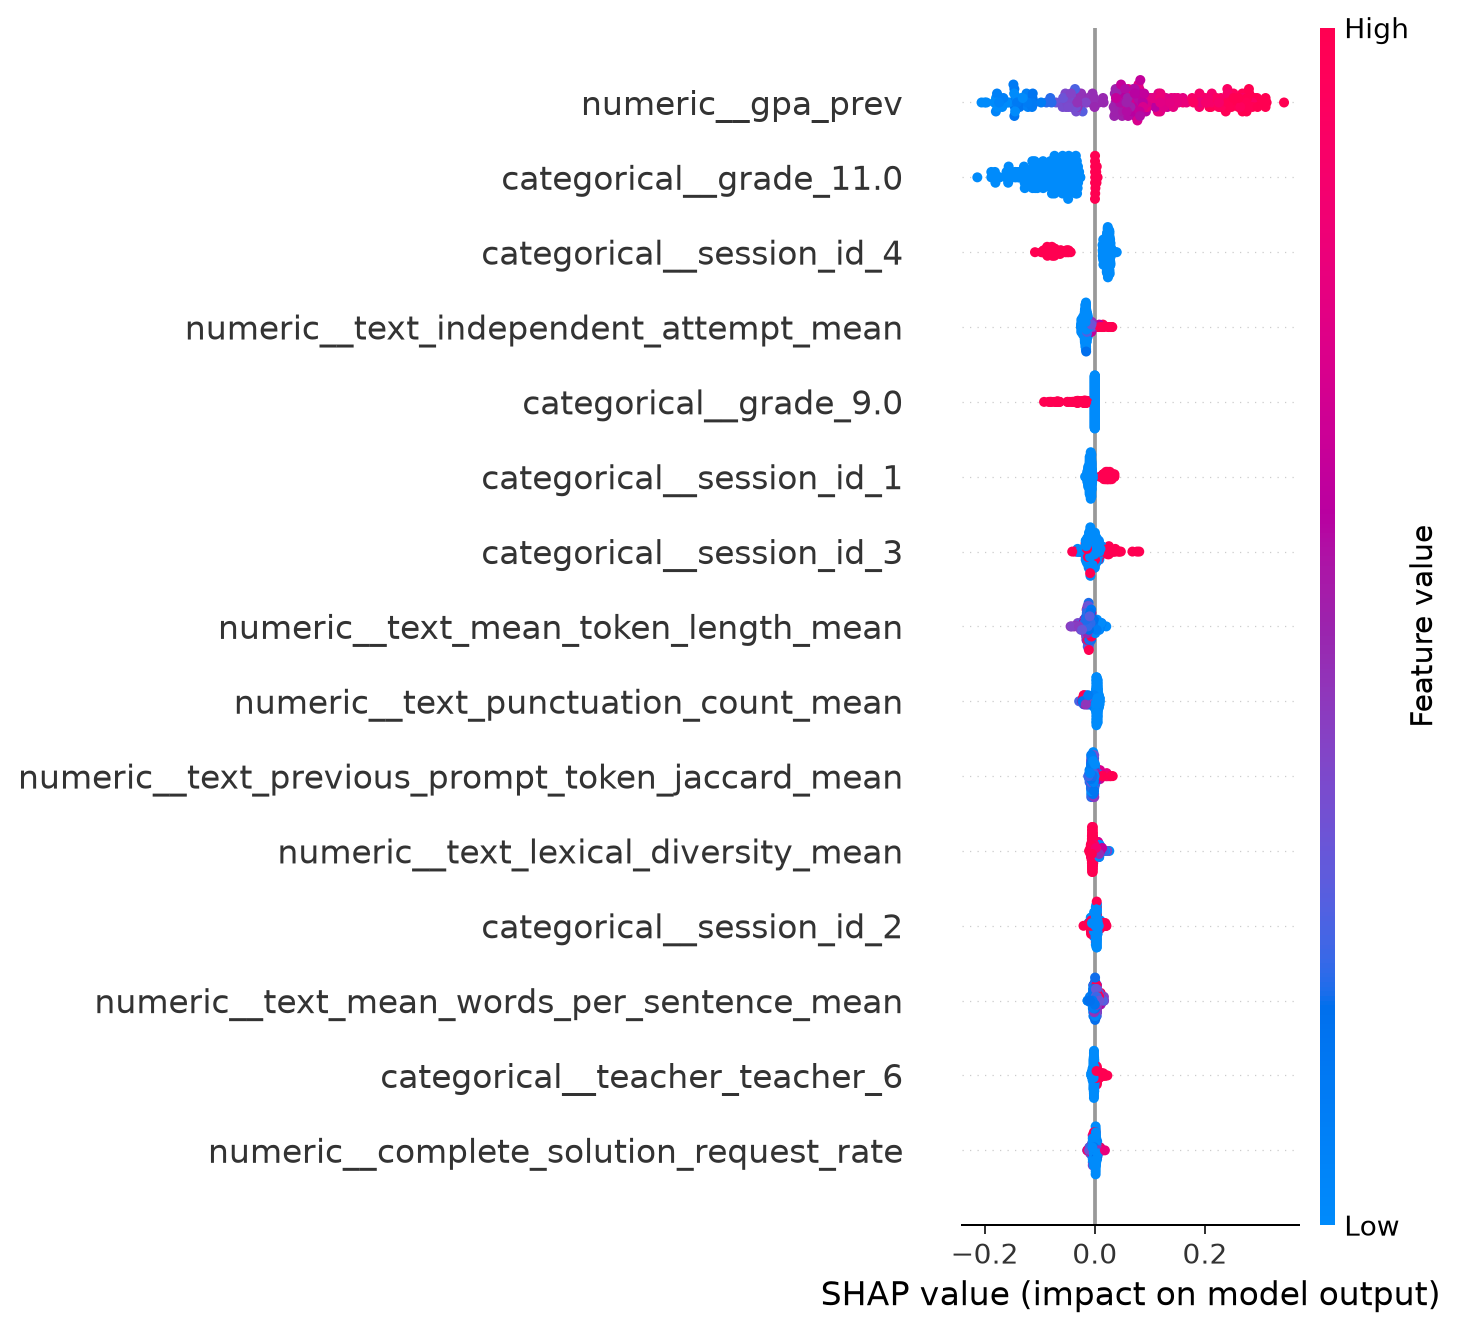 High
numeric__gpa_prev
categorical__grade_11.0
categorical__session_id_4
numeric__text_independent_attempt_mean
categorical__grade_9.0
categorical__session_id_1
categorical__session_id_3
numeric__text_mean_token_length_mean
numeric__text_punctuation_count_mean
numeric__text_previous_prompt_token_jaccard_mean
numeric__text_lexical_diversity_mean
categorical__session_id_2
numeric__text_mean_words_per_sentence_mean
categorical__teacher_teacher_6
numeric__complete_solution_request_rate
Feature value
Low
−0.2 0.0 0.2
SHAP value (impact on model output)